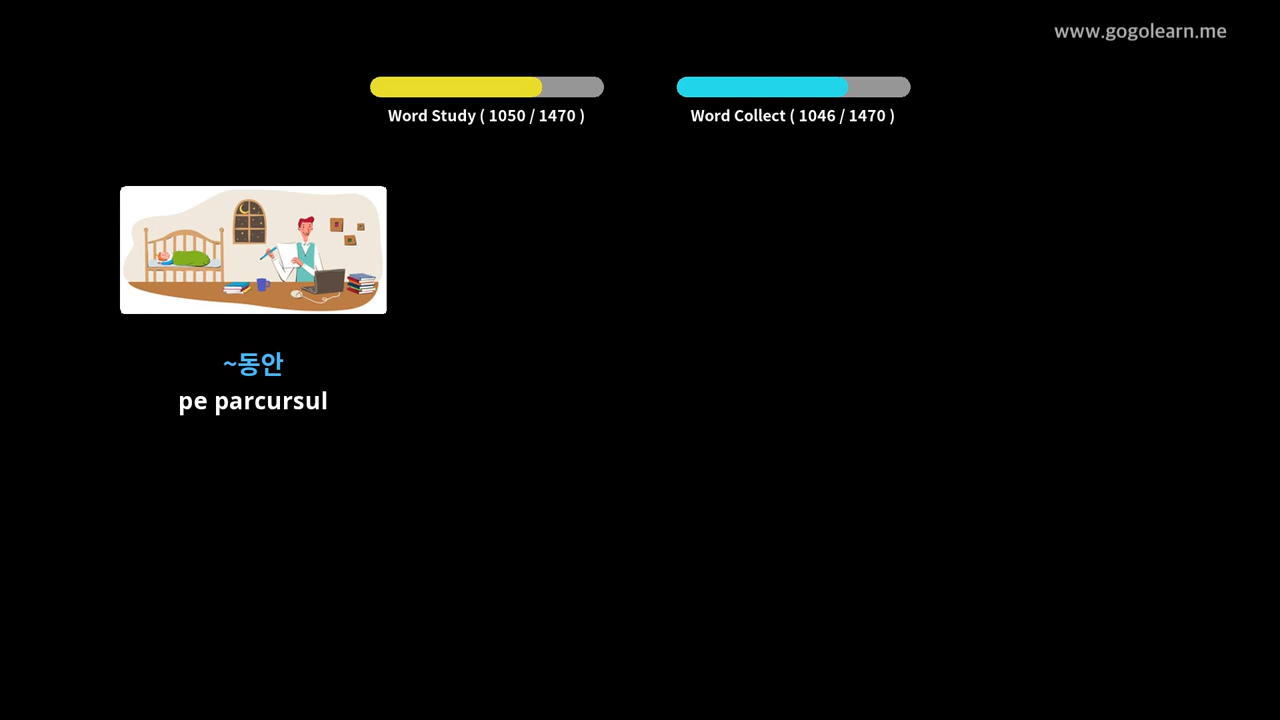 www.gogolearn.me
Word Study ( 1050 / 1470 )
Word Collect ( 1046 / 1470 )
~동안
pe parcursul